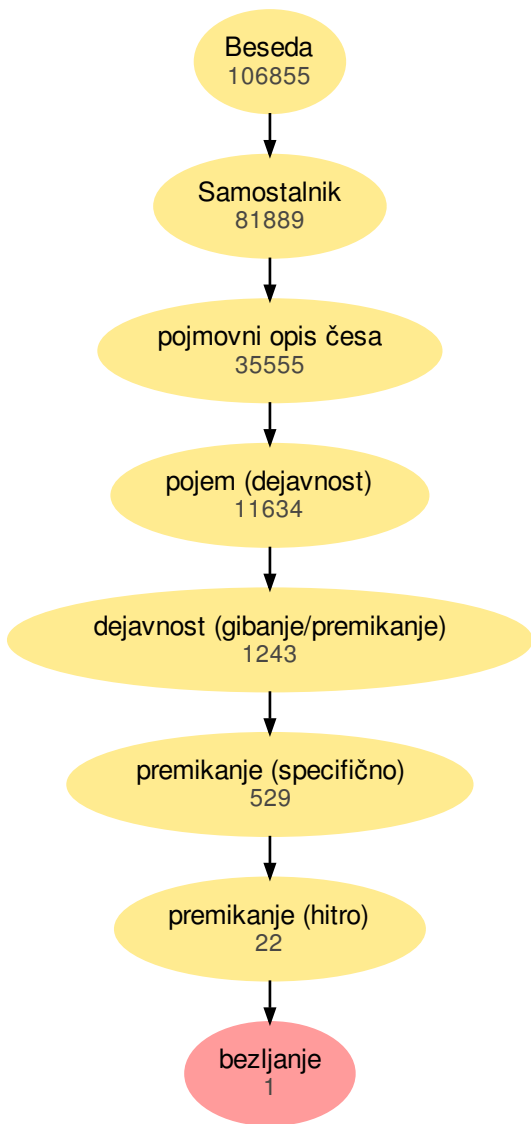 Beseda
106855
Samostalnik
81889
pojmovni opis česa
35555
pojem (dejavnost)
11634
dejavnost (gibanje/premikanje)
1243
premikanje (specifično)
529
premikanje (hitro)
22
bezljanje
1